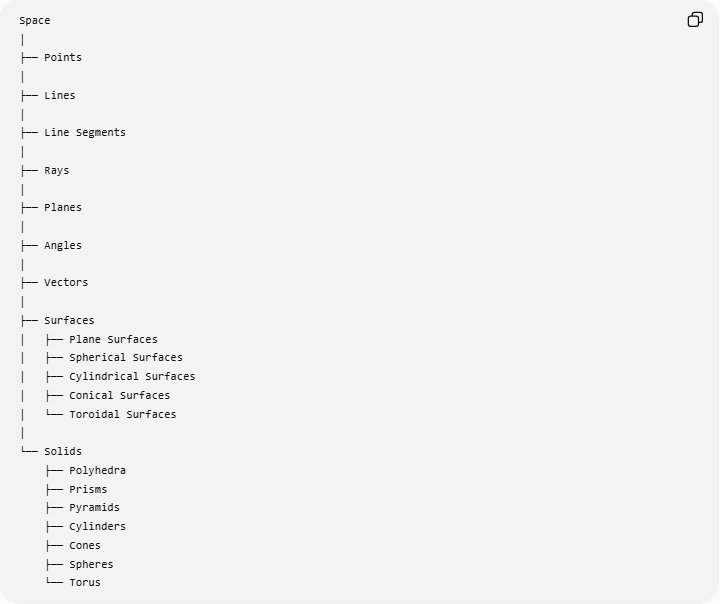 Space
│
├── Points
│
├── Lines
│
├── Line Segments
│
├── Rays
│
├── Planes
│
├── Angles
│
├── Vectors
│
├── Surfaces
│   ├── Plane Surfaces
│   ├── Spherical Surfaces
│   ├── Cylindrical Surfaces
│   ├── Conical Surfaces
│   └── Toroidal Surfaces
│
└── Solids
    ├── Polyhedra
    ├── Prisms
    ├── Pyramids
    ├── Cylinders
    ├── Cones
    ├── Spheres
    └── Torus